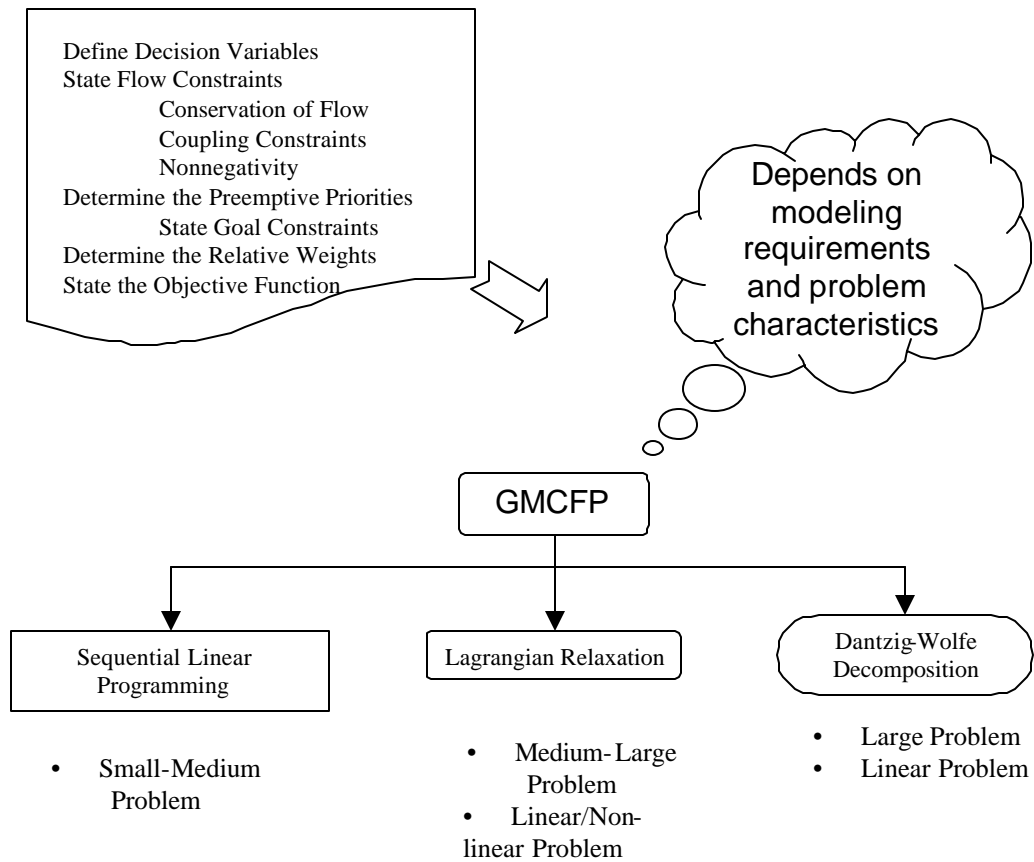 Define Decision Variables
State Flow Constraints
Conservation of Flow
Coupling Constraints
Nonnegativity
Determine the Preemptive Priorities
State Goal Constraints
Determine the Relative Weights
State the Objective Function
Depends on
modeling
requirements
and problem
characteristics
GMCFP
Sequential Linear
Programming
• Small-Medium
Problem
Lagrangian Relaxation
• Medium-Large
Problem
• Linear/Non-
linear Problem
Dantzig-Wolfe
Decomposition
• Large Problem
• Linear Problem